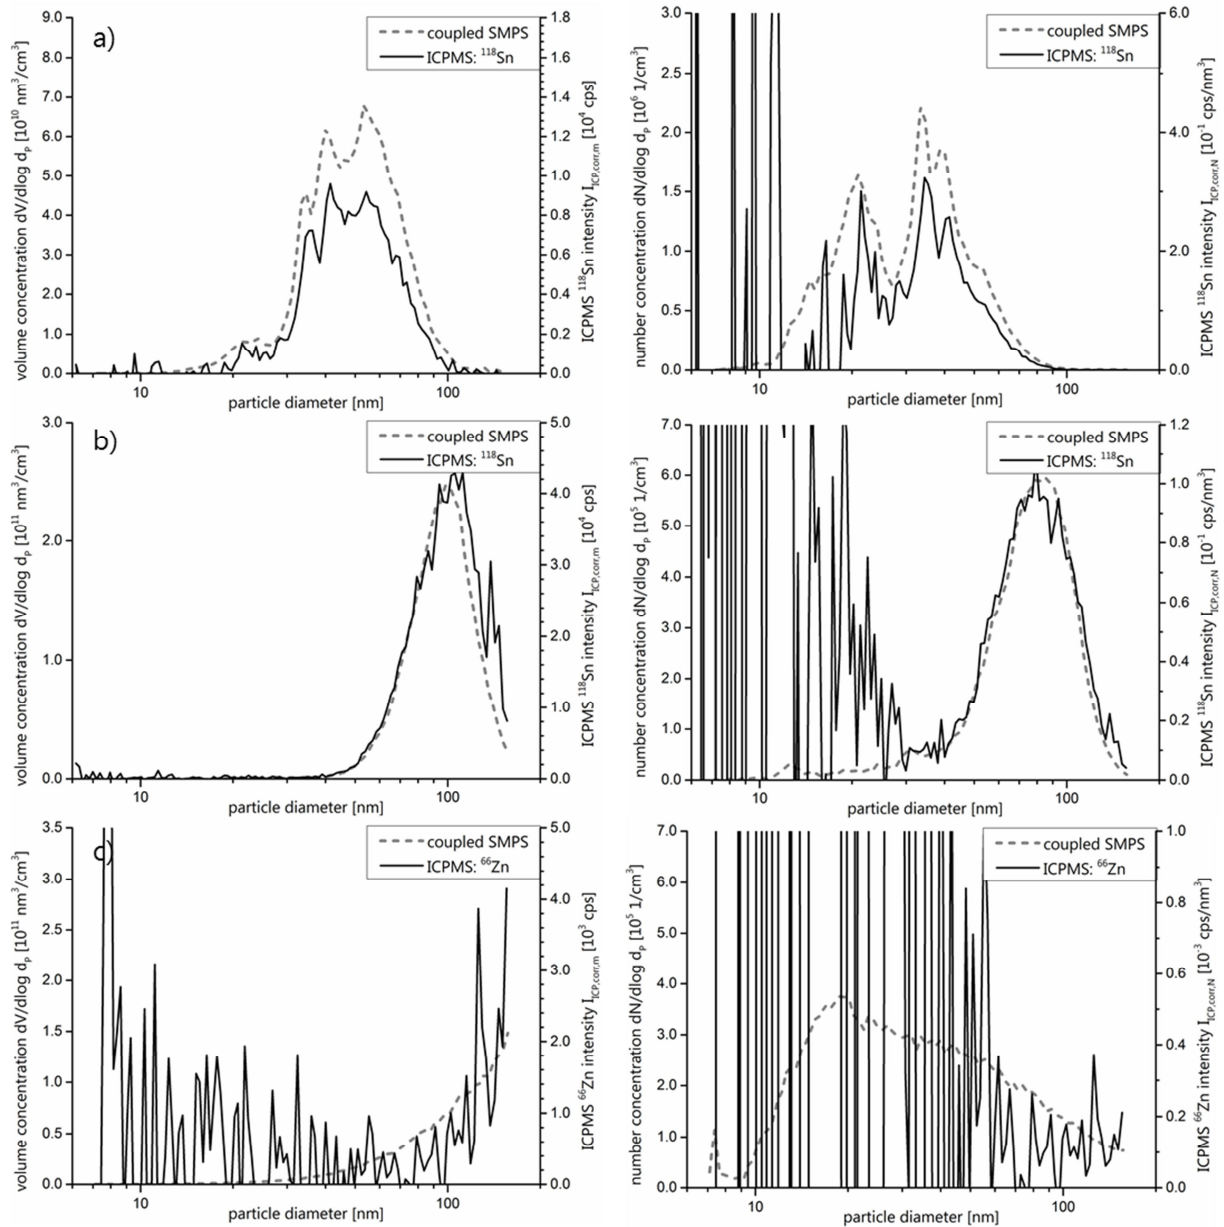 a)
coupled SMPS
ICPMS: ¹¹⁸Sn
volume concentration dV/dlog dₚ [10¹⁰ nm³/cm³]
9.0
8.0
7.0
6.0
5.0
4.0
3.0
2.0
1.0
0.0
1.8
1.6
1.4
1.2
1.0
0.8
0.6
0.4
0.2
0.0
ICPMS ¹¹⁸Sn intensity I_ICP,corr,m [10⁴ cps]
10 100
particle diameter [nm]
coupled SMPS
ICPMS: ¹¹⁸Sn
number concentration dN/dlog dₚ [10⁶ 1/cm³]
3.0
2.5
2.0
1.5
1.0
0.5
0.0
6.0
4.0
2.0
0.0
ICPMS ¹¹⁸Sn intensity I_ICP,corr,N [10⁻¹ cps/nm³]
10 100
particle diameter [nm]
b)
coupled SMPS
ICPMS: ¹¹⁸Sn
volume concentration dV/dlog dₚ [10¹¹ nm³/cm³]
3.0
2.0
1.0
0.0
5.0
4.0
3.0
2.0
1.0
0.0
ICPMS ¹¹⁸Sn intensity I_ICP,corr,m [10⁴ cps]
10 100
particle diameter [nm]
coupled SMPS
ICPMS: ¹¹⁸Sn
number concentration dN/dlog dₚ [10⁵ 1/cm³]
7.0
6.0
5.0
4.0
3.0
2.0
1.0
0.0
1.2
1.0
0.8
0.6
0.4
0.2
0.0
ICPMS ¹¹⁸Sn intensity I_ICP,corr,N [10⁻¹ cps/nm³]
10 100
particle diameter [nm]
c)
coupled SMPS
ICPMS: ⁶⁶Zn
volume concentration dV/dlog dₚ [10¹¹ nm³/cm³]
3.5
3.0
2.5
2.0
1.5
1.0
0.5
0.0
5.0
4.0
3.0
2.0
1.0
0.0
ICPMS ⁶⁶Zn intensity I_ICP,corr,m [10³ cps]
10 100
particle diameter [nm]
coupled SMPS
ICPMS: ⁶⁶Zn
number concentration dN/dlog dₚ [10⁵ 1/cm³]
7.0
6.0
5.0
4.0
3.0
2.0
1.0
0.0
1.0
0.8
0.6
0.4
0.2
0.0
ICPMS ⁶⁶Zn intensity I_ICP,corr,N [10⁻³ cps/nm³]
10 100
particle diameter [nm]